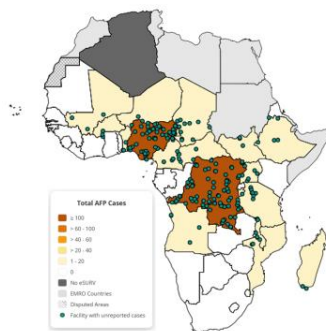 Total AFP Cases
≥ 100
> 60 - 100
> 40 - 60
> 20 - 40
1 - 20
0
No eSURV
EMRO Countries
Disputed Areas
Facility with unreported cases